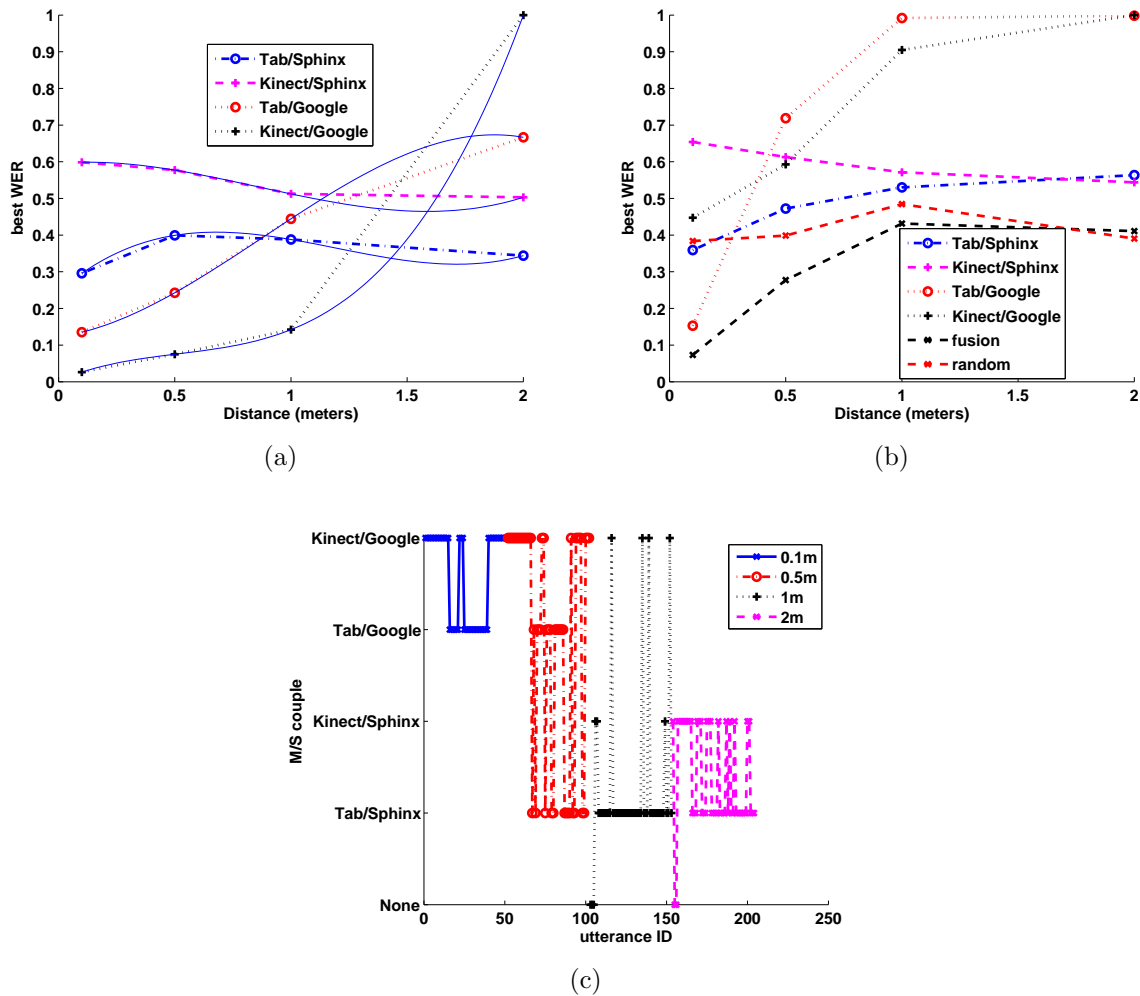 1
0.9
0.8
0.7
0.6
0.5
0.4
0.3
0.2
0.1
0
best WER
0
0.5
1
1.5
2
Distance (meters)
Tab/Sphinx
Kinect/Sphinx
Tab/Google
Kinect/Google
(a)
1
0.9
0.8
0.7
0.6
0.5
0.4
0.3
0.2
0.1
0
best WER
0
0.5
1
1.5
2
Distance (meters)
Tab/Sphinx
Kinect/Sphinx
Tab/Google
Kinect/Google
fusion
random
(b)
Kinect/Google
Tab/Google
Kinect/Sphinx
Tab/Sphinx
None
M/S couple
0
50
100
150
200
250
utterance ID
0.1m
0.5m
1m
2m
(c)